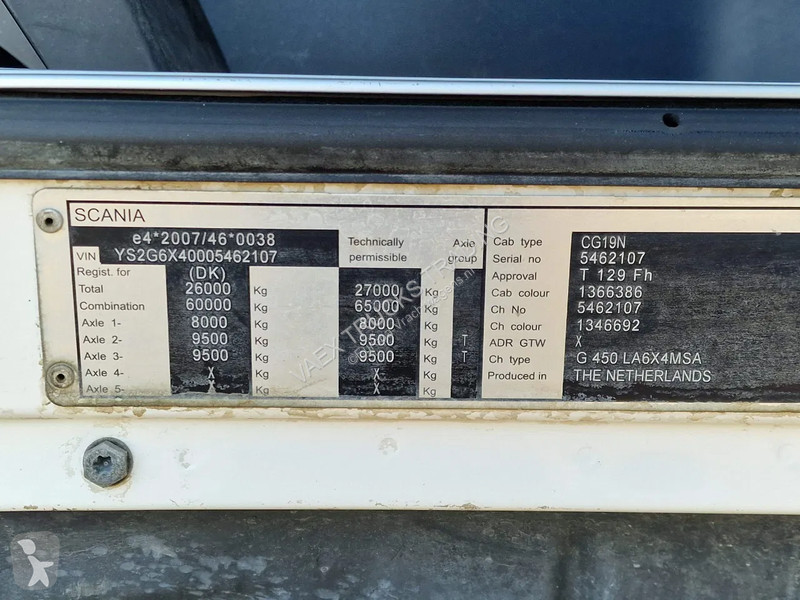 SCANIA
e4*2007/46*0038
VIN YS2G6X40005462107
Technically permissible
Axle group
Regist. for (DK)
Total 26000 Kg 27000 Kg
Combination 60000 Kg 65000 Kg
Axle 1- 8000 Kg 8000 Kg
Axle 2- 9500 Kg 9500 Kg T
Axle 3- 9500 Kg 9500 Kg T
Axle 4- X Kg X Kg
Axle 5- X Kg X Kg
Cab type CG19N
Serial no 5462107
Approval T 129 Fh
Cab colour 1366386
Ch No 5462107
Ch colour 1346692
ADR GTW X
Ch type G 450 LA6X4MSA
Produced in THE NETHERLANDS
VAEX TRUCKS TRADING